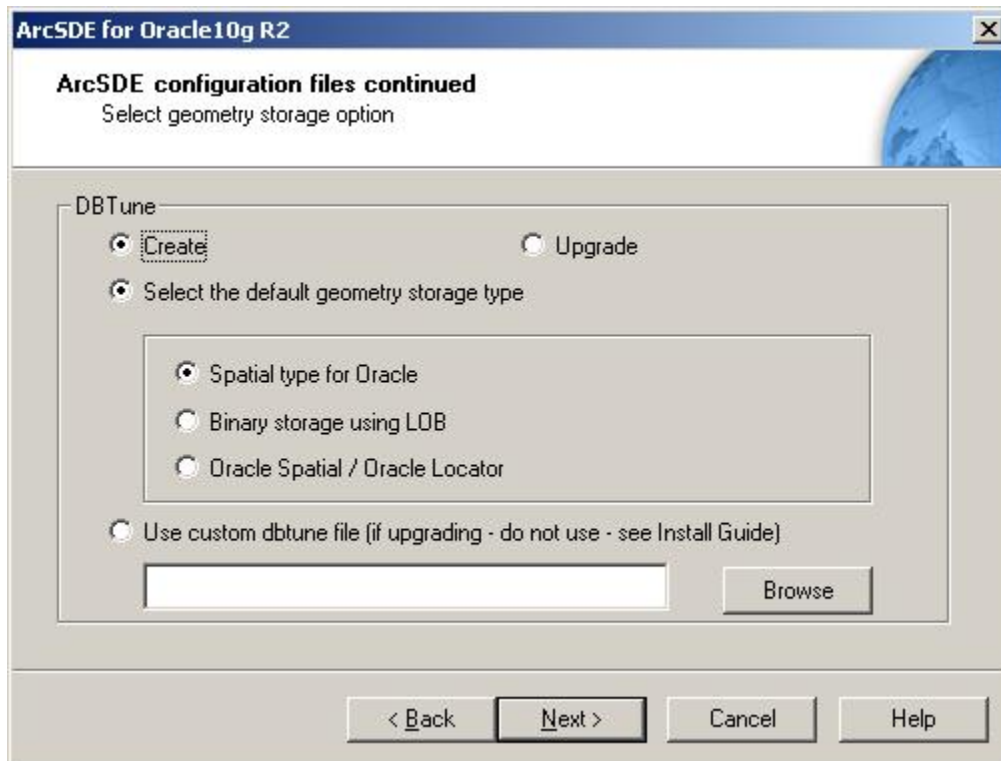 ArcSDE for Oracle10g R2
ArcSDE configuration files continued
Select geometry storage option
DBTune
Create
Upgrade
Select the default geometry storage type
Spatial type for Oracle
Binary storage using LOB
Oracle Spatial / Oracle Locator
Use custom dbtune file (if upgrading - do not use - see Install Guide)
Browse
< Back
Next >
Cancel
Help